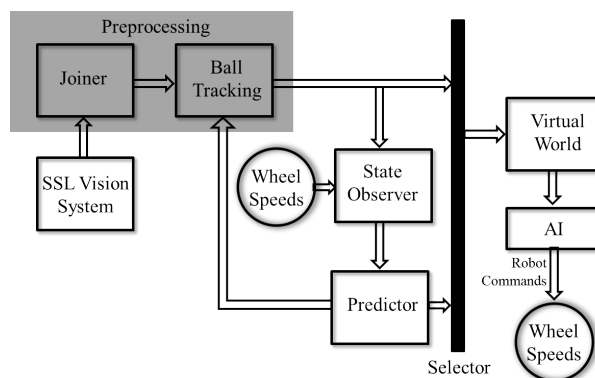 Preprocessing
Joiner
Ball
Tracking
SSL Vision
System
Wheel
Speeds
State
Observer
Predictor
Selector
Virtual
World
AI
Robot
Commands
Wheel
Speeds